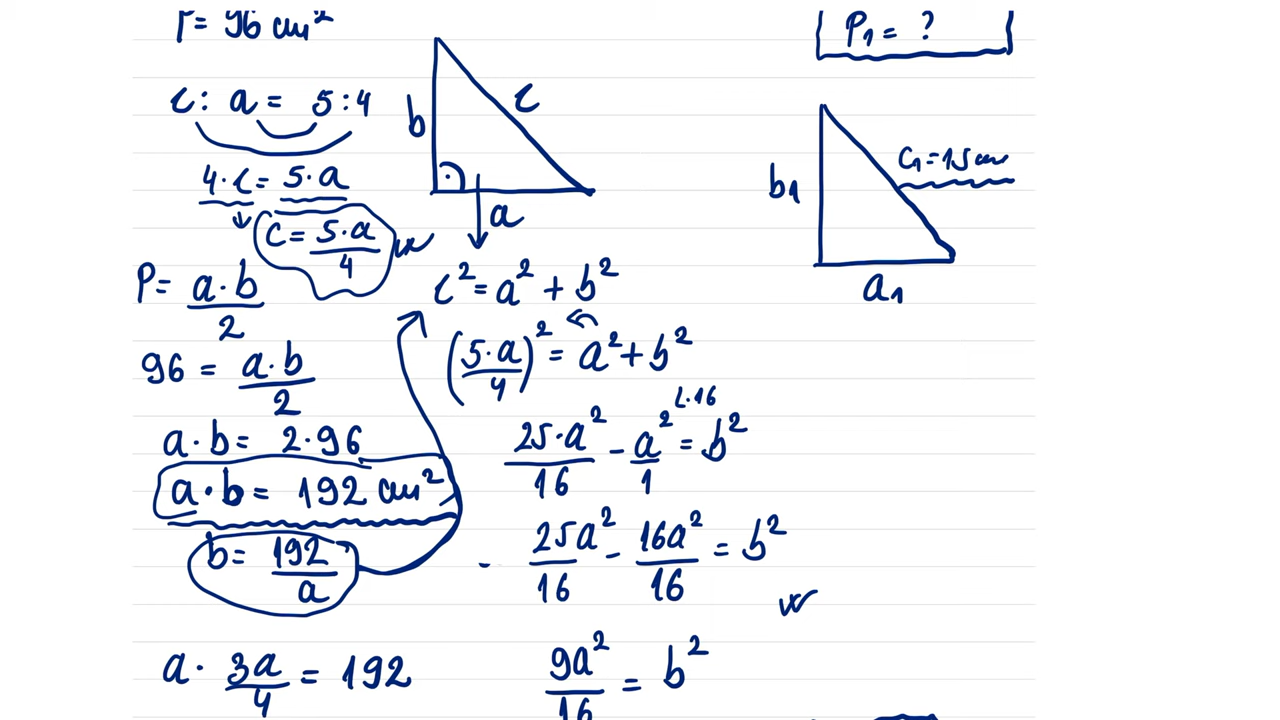 P= 96 cm²
c: a= 5:4
4·c= 5·a
c= 5·a/4
P= a·b/2
96 = a·b/2
a·b= 2·96
a·b= 192 cm²
b= 192/a
a· 3a/4 = 192
b
c
a
c²=a²+b²
(5·a/4)²= a²+b²
/·16
25·a²/16 - a²/1 = b²
25a²/16 - 16a²/16 = b²
9a²/16 = b²
P₁= ?
b₁
c₁=15cm
a₁